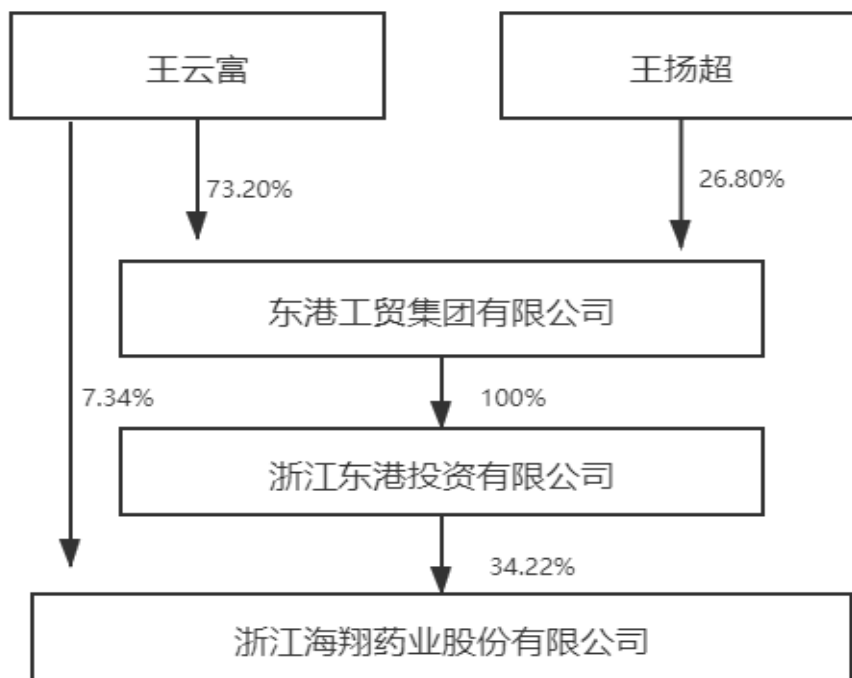 王云富
王扬超
73.20%
26.80%
东港工贸集团有限公司
7.34%
100%
浙江东港投资有限公司
34.22%
浙江海翔药业股份有限公司